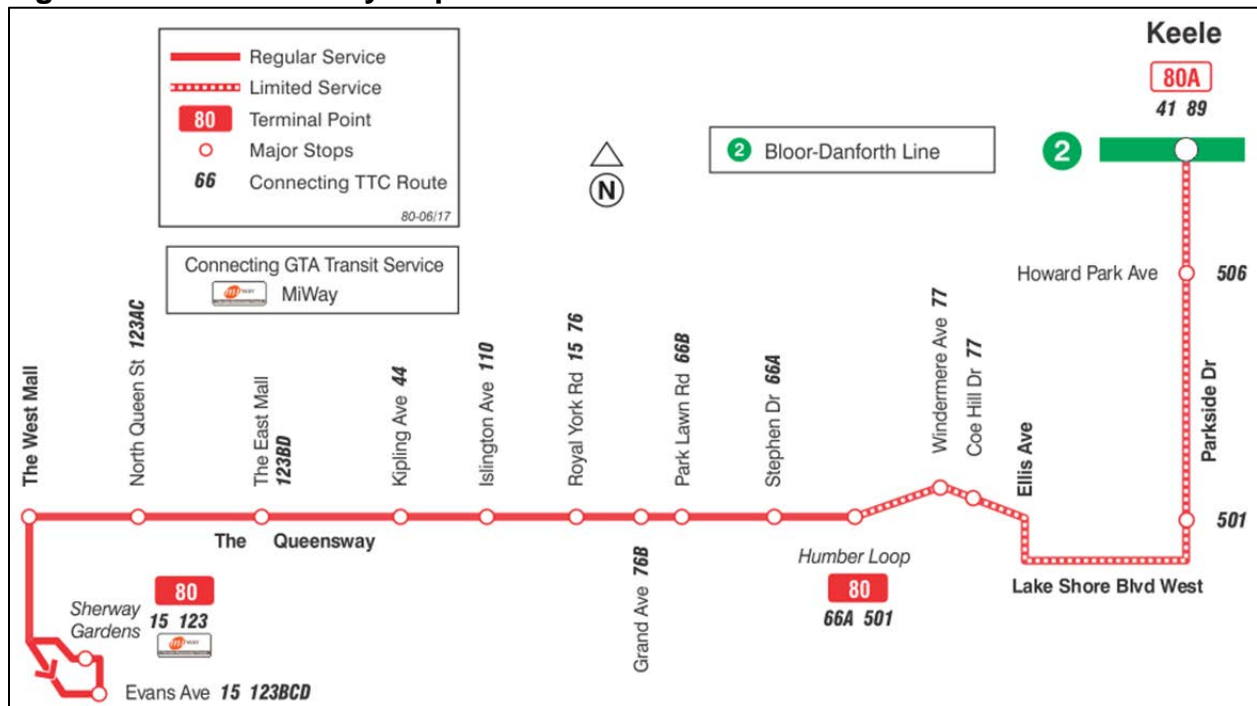 Regular Service
Limited Service
80 Terminal Point
Major Stops
66 Connecting TTC Route
80-06/17
Connecting GTA Transit Service
MiWay
N
2 Bloor-Danforth Line
Keele
80A
41 89
2
Howard Park Ave 506
Parkside Dr
501
Lake Shore Blvd West
Ellis Ave
Coe Hill Dr 77
Windermere Ave 77
Humber Loop
80
66A 501
Stephen Dr 66A
Park Lawn Rd 66B
Grand Ave 76B
Royal York Rd 15 76
Islington Ave 110
Kipling Ave 44
The East Mall
123BD
North Queen St 123AC
The West Mall
The Queensway
Sherway
Gardens
80
15 123
Evans Ave 15 123BCD